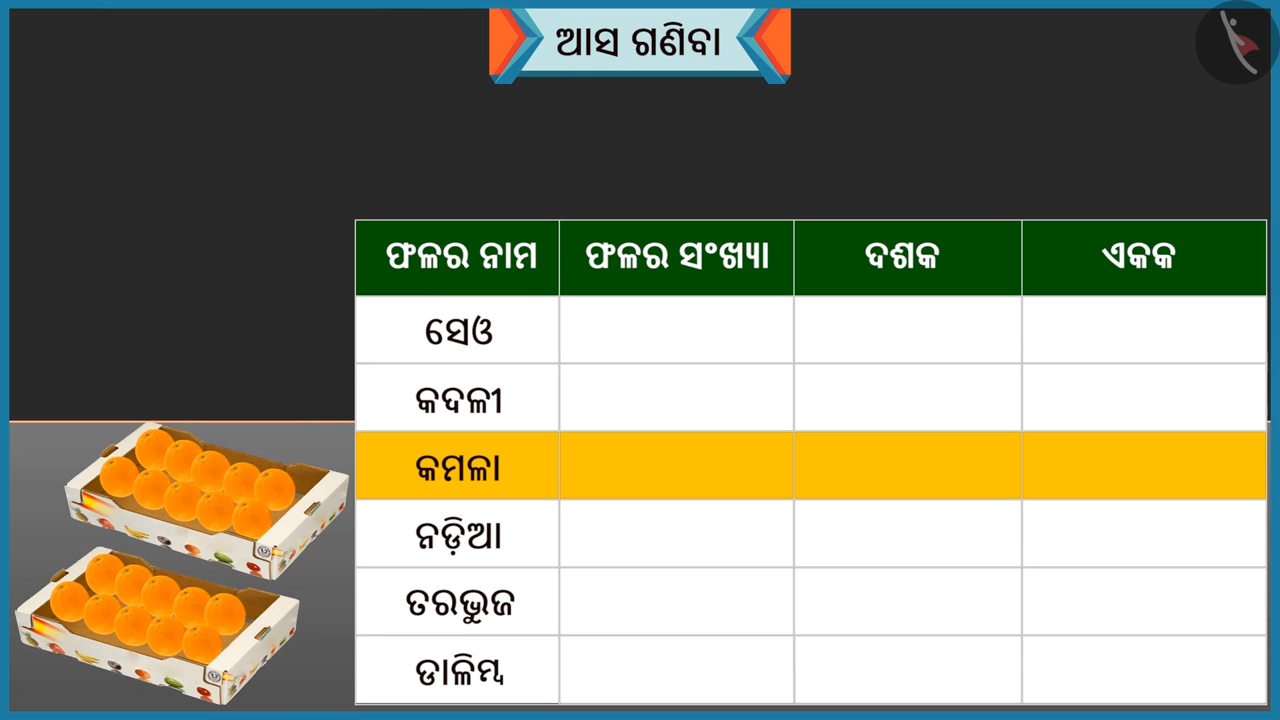 ଆସ ଗଣିବା
ଫଳର ନାମ ଫଳର ସଂଖ୍ୟା ଦଶକ ଏକକ
ସେଓ
କଦଳୀ
କମଳା
ନଡ଼ିଆ
ତରଭୁଜ
ଡାଳିମ୍ବ